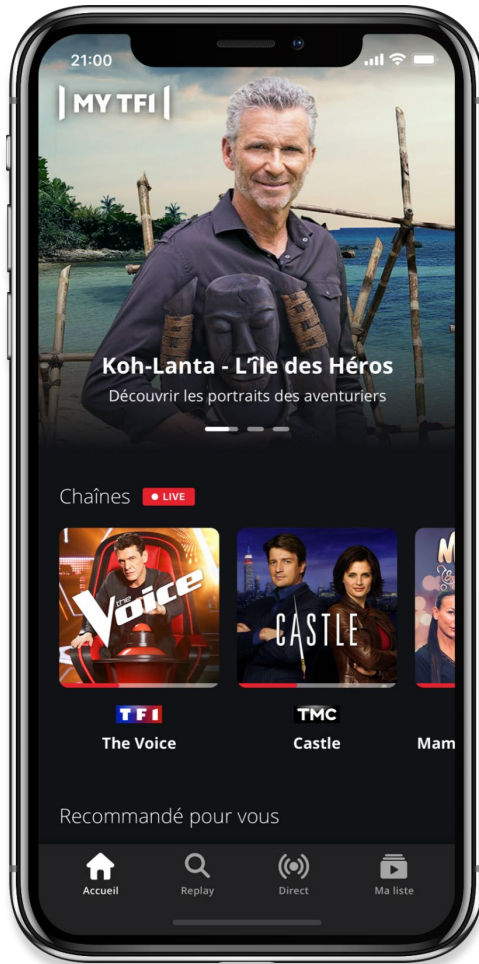 21:00
MY TF1
Koh-Lanta - L'île des Héros
Découvrir les portraits des aventuriers
Chaînes
LIVE
the
Voice
CASTLE
TF1
TMC
The Voice
Castle
Mam
Recommandé pour vous
Accueil
Replay
Direct
Ma liste